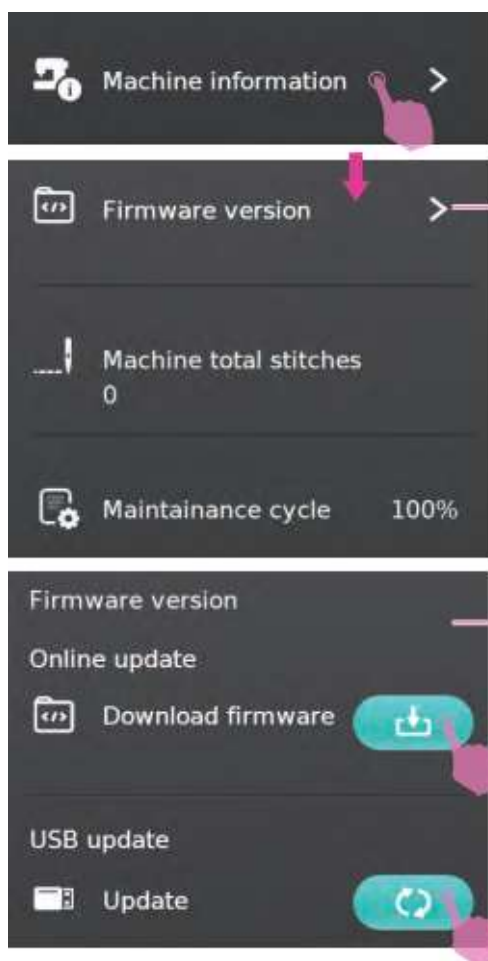 Machine information
Firmware version
Machine total stitches
0
Maintainance cycle 100%
Firmware version
Online update
Download firmware
USB update
Update